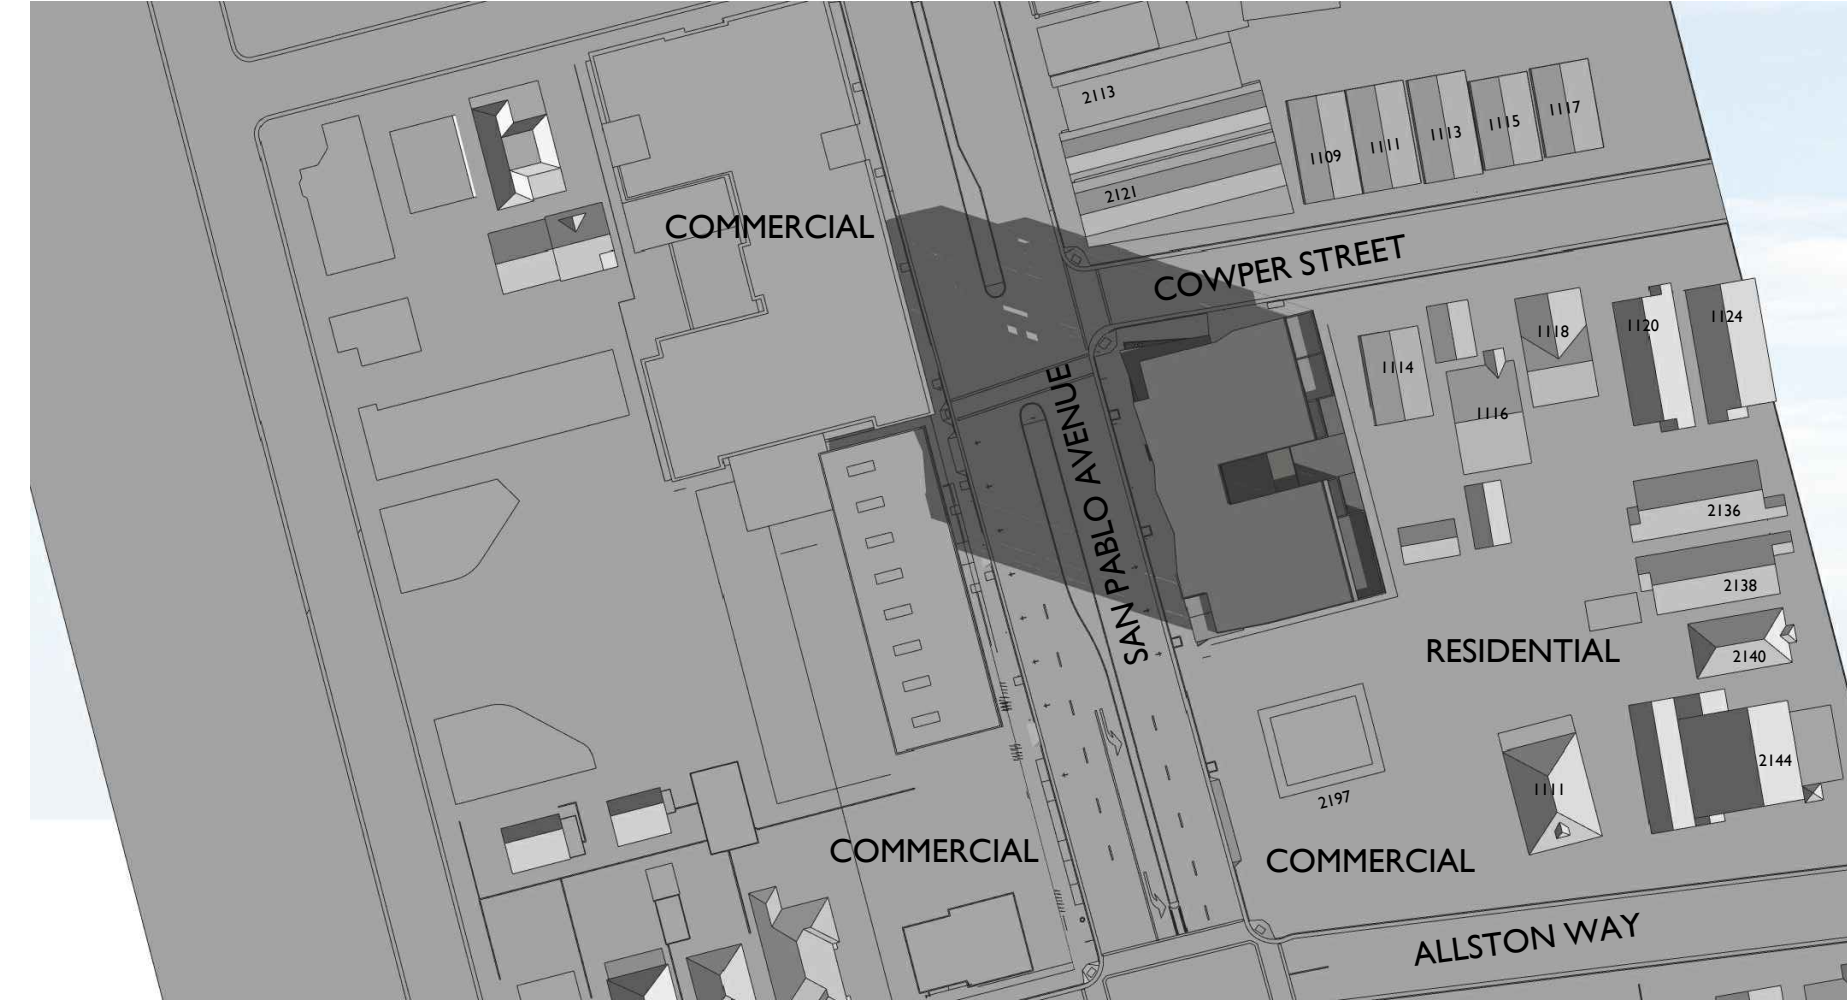 2113
1117
1115
1113
1111
1109
2121
COMMERCIAL
COWPER STREET
1124
1120
1118
1114
1116
SAN PABLO AVENUE
2136
2138
RESIDENTIAL
2140
2144
1111
2197
COMMERCIAL
COMMERCIAL
ALLSTON WAY